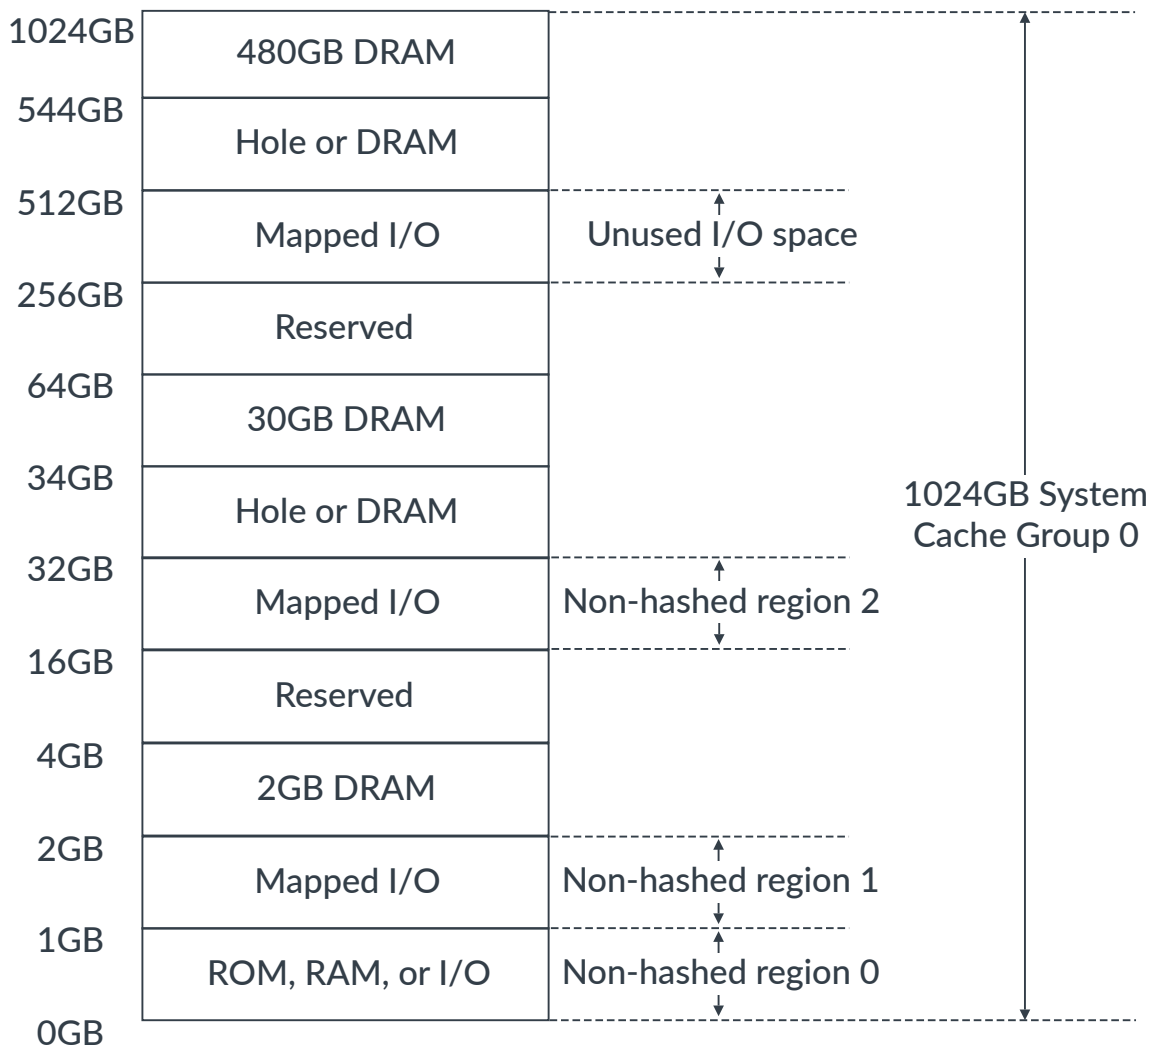 1024GB
480GB DRAM
544GB
Hole or DRAM
512GB
Mapped I/O
Unused I/O space
256GB
Reserved
64GB
30GB DRAM
34GB
1024GB System
Cache Group 0
Hole or DRAM
32GB
Mapped I/O
Non-hashed region 2
16GB
Reserved
4GB
2GB DRAM
2GB
Mapped I/O
Non-hashed region 1
1GB
ROM, RAM, or I/O
Non-hashed region 0
0GB